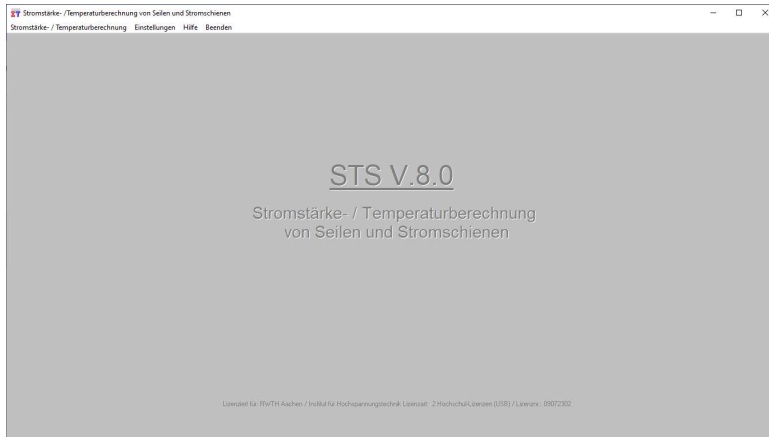 Stromstärke- /Temperaturberechnung von Seilen und Stromschienen
Stromstärke- / Temperaturberechnung Einstellungen Hilfe Beenden
STS V.8.0
Stromstärke- / Temperaturberechnung
von Seilen und Stromschienen
Lizenziert für: RWTH Aachen / Institut für Hochspannungstechnik Lizenzart: 2 Hochschul-Lizenzen (USB) / Lizenznr.: 09072302